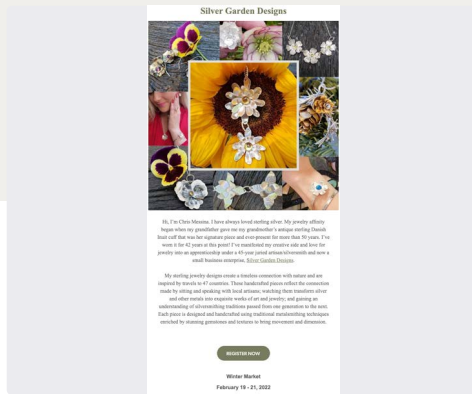 Silver Garden Designs
Hi, I'm Chris Messina. I have always loved sterling silver. My jewelry affinity
began when my grandfather gave me my grandmother's antique sterling Danish
fruit cuff that was her signature piece and ever-present for more than 50 years. I've
worn it for 42 years at this point! I've transitioned my creative side and love for
jewelry into an apprenticeship under a 45-year juried artisan/silversmith and now a
small business enterprise, Silver Garden Designs.
My sterling jewelry designs create a timeless connection with nature and are
inspired by travels to 47 countries. These handcrafted pieces reflect the connection
made by sitting and speaking with local artisans; watching them transform silver
and other metals into exquisite works of art and jewelry; and gaining an
understanding of silversmithing traditions passed from one generation to the next.
Each piece is designed and handcrafted using traditional metalsmithing techniques
enriched by stunning gemstones and textures to bring movement and dimension.
REGISTER NOW
Winter Market
February 19 - 21, 2022